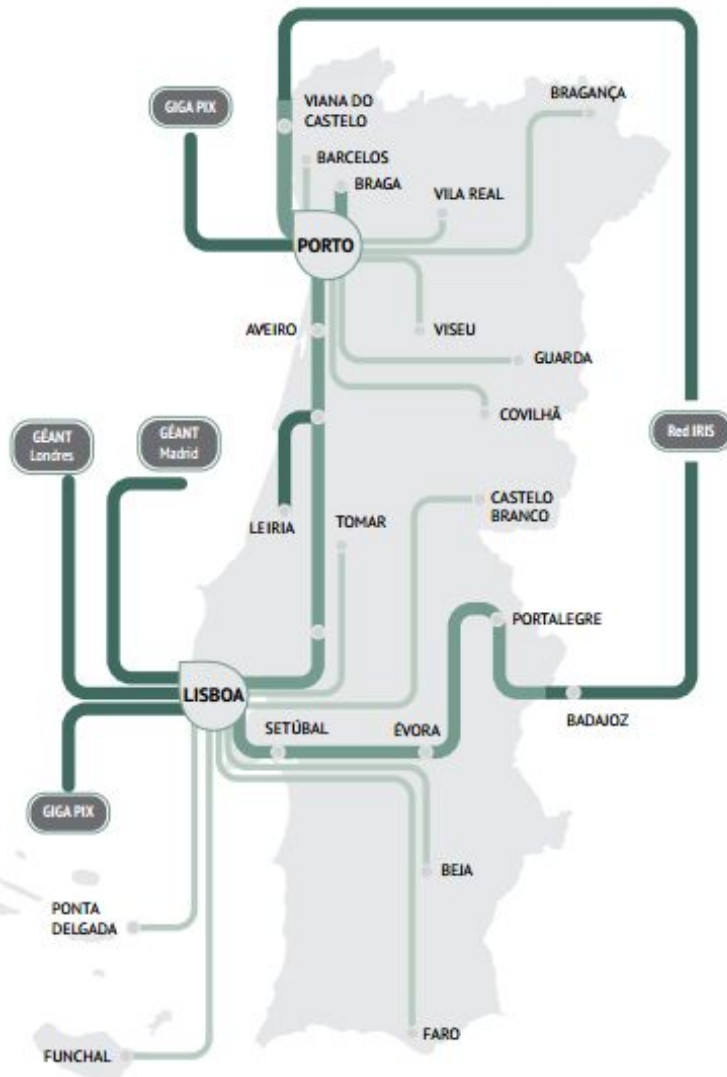 GIGA PIX
VIANA DO
CASTELO
BRAGANÇA
BARCELOS
BRAGA
VILA REAL
PORTO
AVEIRO
VISEU
GUARDA
COVILHÃ
GÉANT
Londres
GÉANT
Madrid
Red IRIS
LEIRIA
TOMAR
CASTELO
BRANCO
PORTALEGRE
LISBOA
SETÚBAL
ÉVORA
BADAJOZ
GIGA PIX
BEJA
PONTA
DELGADA
FARO
FUNCHAL